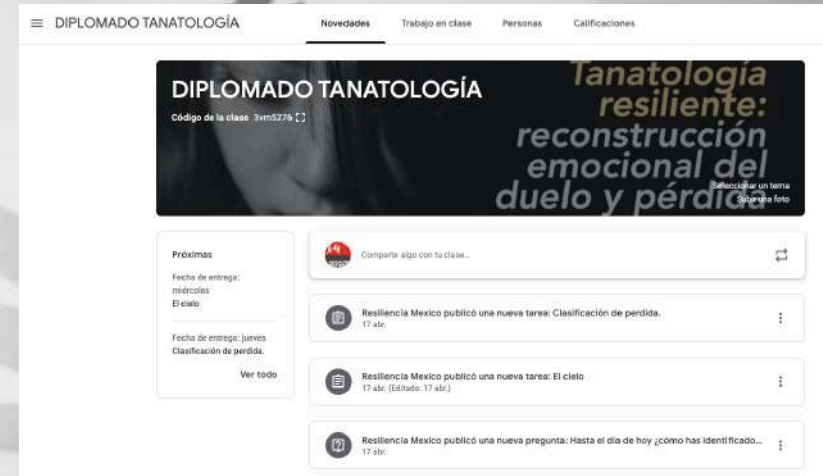 DIPLOMADO TANATOLOGÍA
Novedades
Trabajo en clase
Personas
Calificaciones
DIPLOMADO TANATOLOGÍA
Código de la clase 3vm5276
Tanatología
resiliente:
reconstrucción
emocional del
duelo y pérdida
Seleccionar un tema
Subir una foto
Próximas
Fecha de entrega:
miércoles
El cielo
Fecha de entrega: jueves
Clasificación de perdida.
Ver todo
Comparte algo con tu clase...
Resiliencia Mexico publicó una nueva tarea: Clasificación de perdida.
17 abr.
Resiliencia Mexico publicó una nueva tarea: El cielo
17 abr. (Editado: 17 abr.)
Resiliencia Mexico publicó una nueva pregunta: Hasta el día de hoy ¿cómo has identificado...
17 abr.